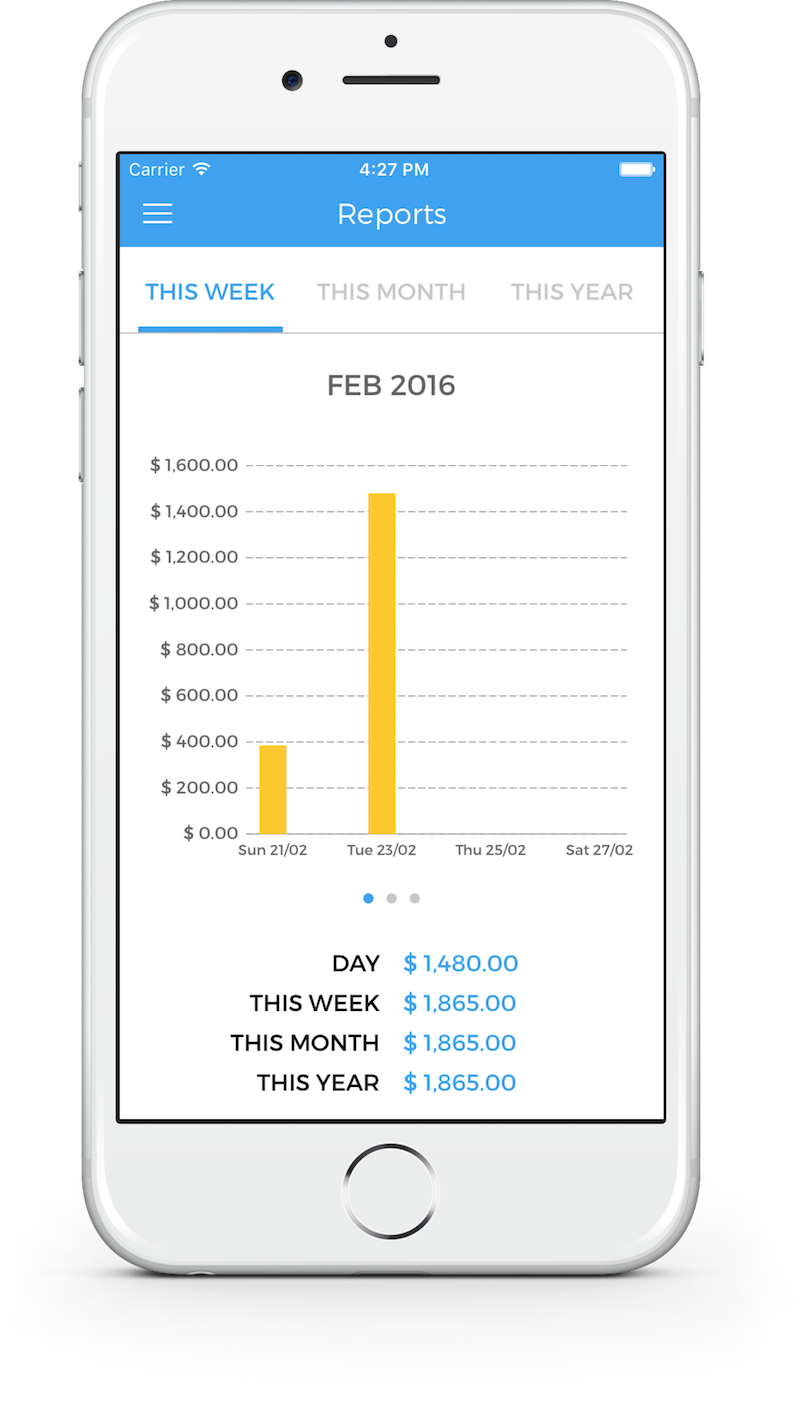 Carrier 4:27 PM
Reports
THIS WEEK THIS MONTH THIS YEAR
FEB 2016
$ 1,600.00
$ 1,400.00
$ 1,200.00
$ 1,000.00
$ 800.00
$ 600.00
$ 400.00
$ 200.00
$ 0.00
Sun 21/02 Tue 23/02 Thu 25/02 Sat 27/02
DAY $ 1,480.00
THIS WEEK $ 1,865.00
THIS MONTH $ 1,865.00
THIS YEAR $ 1,865.00